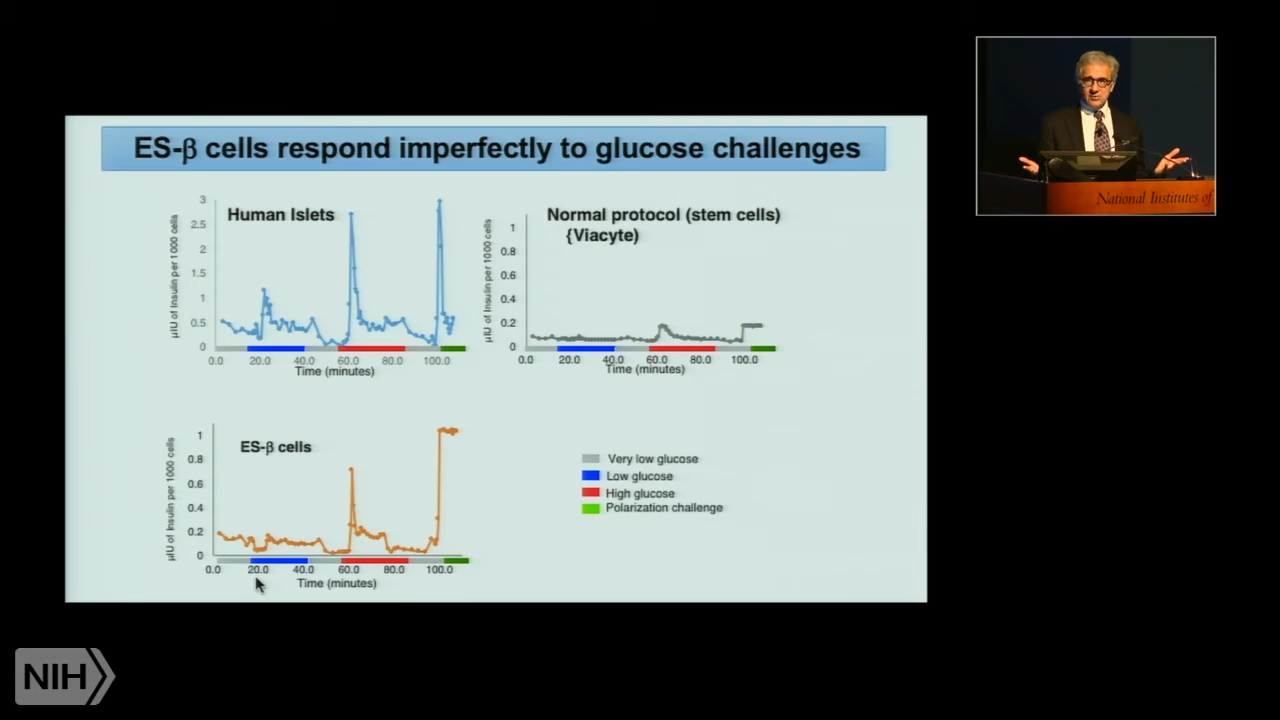 ES-β cells respond imperfectly to glucose challenges
Human Islets
µIU of Insulin per 1000 cells
3
2.5
2
1.5
1
0.5
0
0.0 20.0 40.0 60.0 80.0 100.0
Time (minutes)
Normal protocol (stem cells)
{Viacyte)
µIU of Insulin per 1000 cells
1
0.8
0.6
0.4
0.2
0
0.0 20.0 40.0 60.0 80.0 100.0
Time (minutes)
ES-β cells
µIU of Insulin per 1000 cells
1
0.8
0.6
0.4
0.2
0
0.0 20.0 40.0 60.0 80.0 100.0
Time (minutes)
Very low glucose
Low glucose
High glucose
Polarization challenge
National Institutes of
NIH